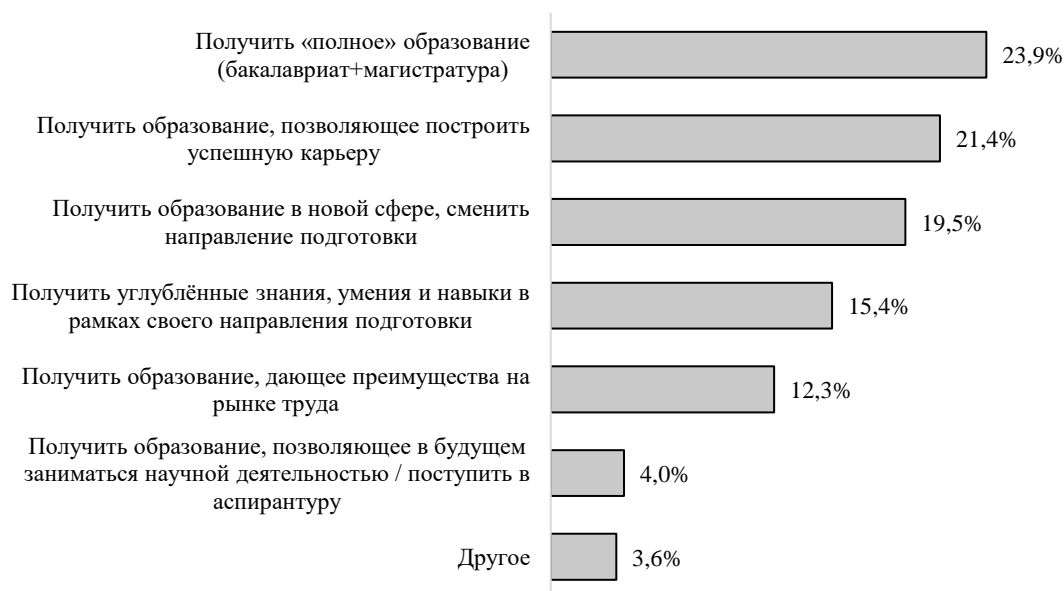 Получить «полное» образование
(бакалавриат+магистратура)
23,9%
Получить образование, позволяющее построить
успешную карьеру
21,4%
Получить образование в новой сфере, сменить
направление подготовки
19,5%
Получить углублённые знания, умения и навыки в
рамках своего направления подготовки
15,4%
Получить образование, дающее преимущества на
рынке труда
12,3%
Получить образование, позволяющее в будущем
заниматься научной деятельностью / поступить в
аспирантуру
4,0%
Другое
3,6%